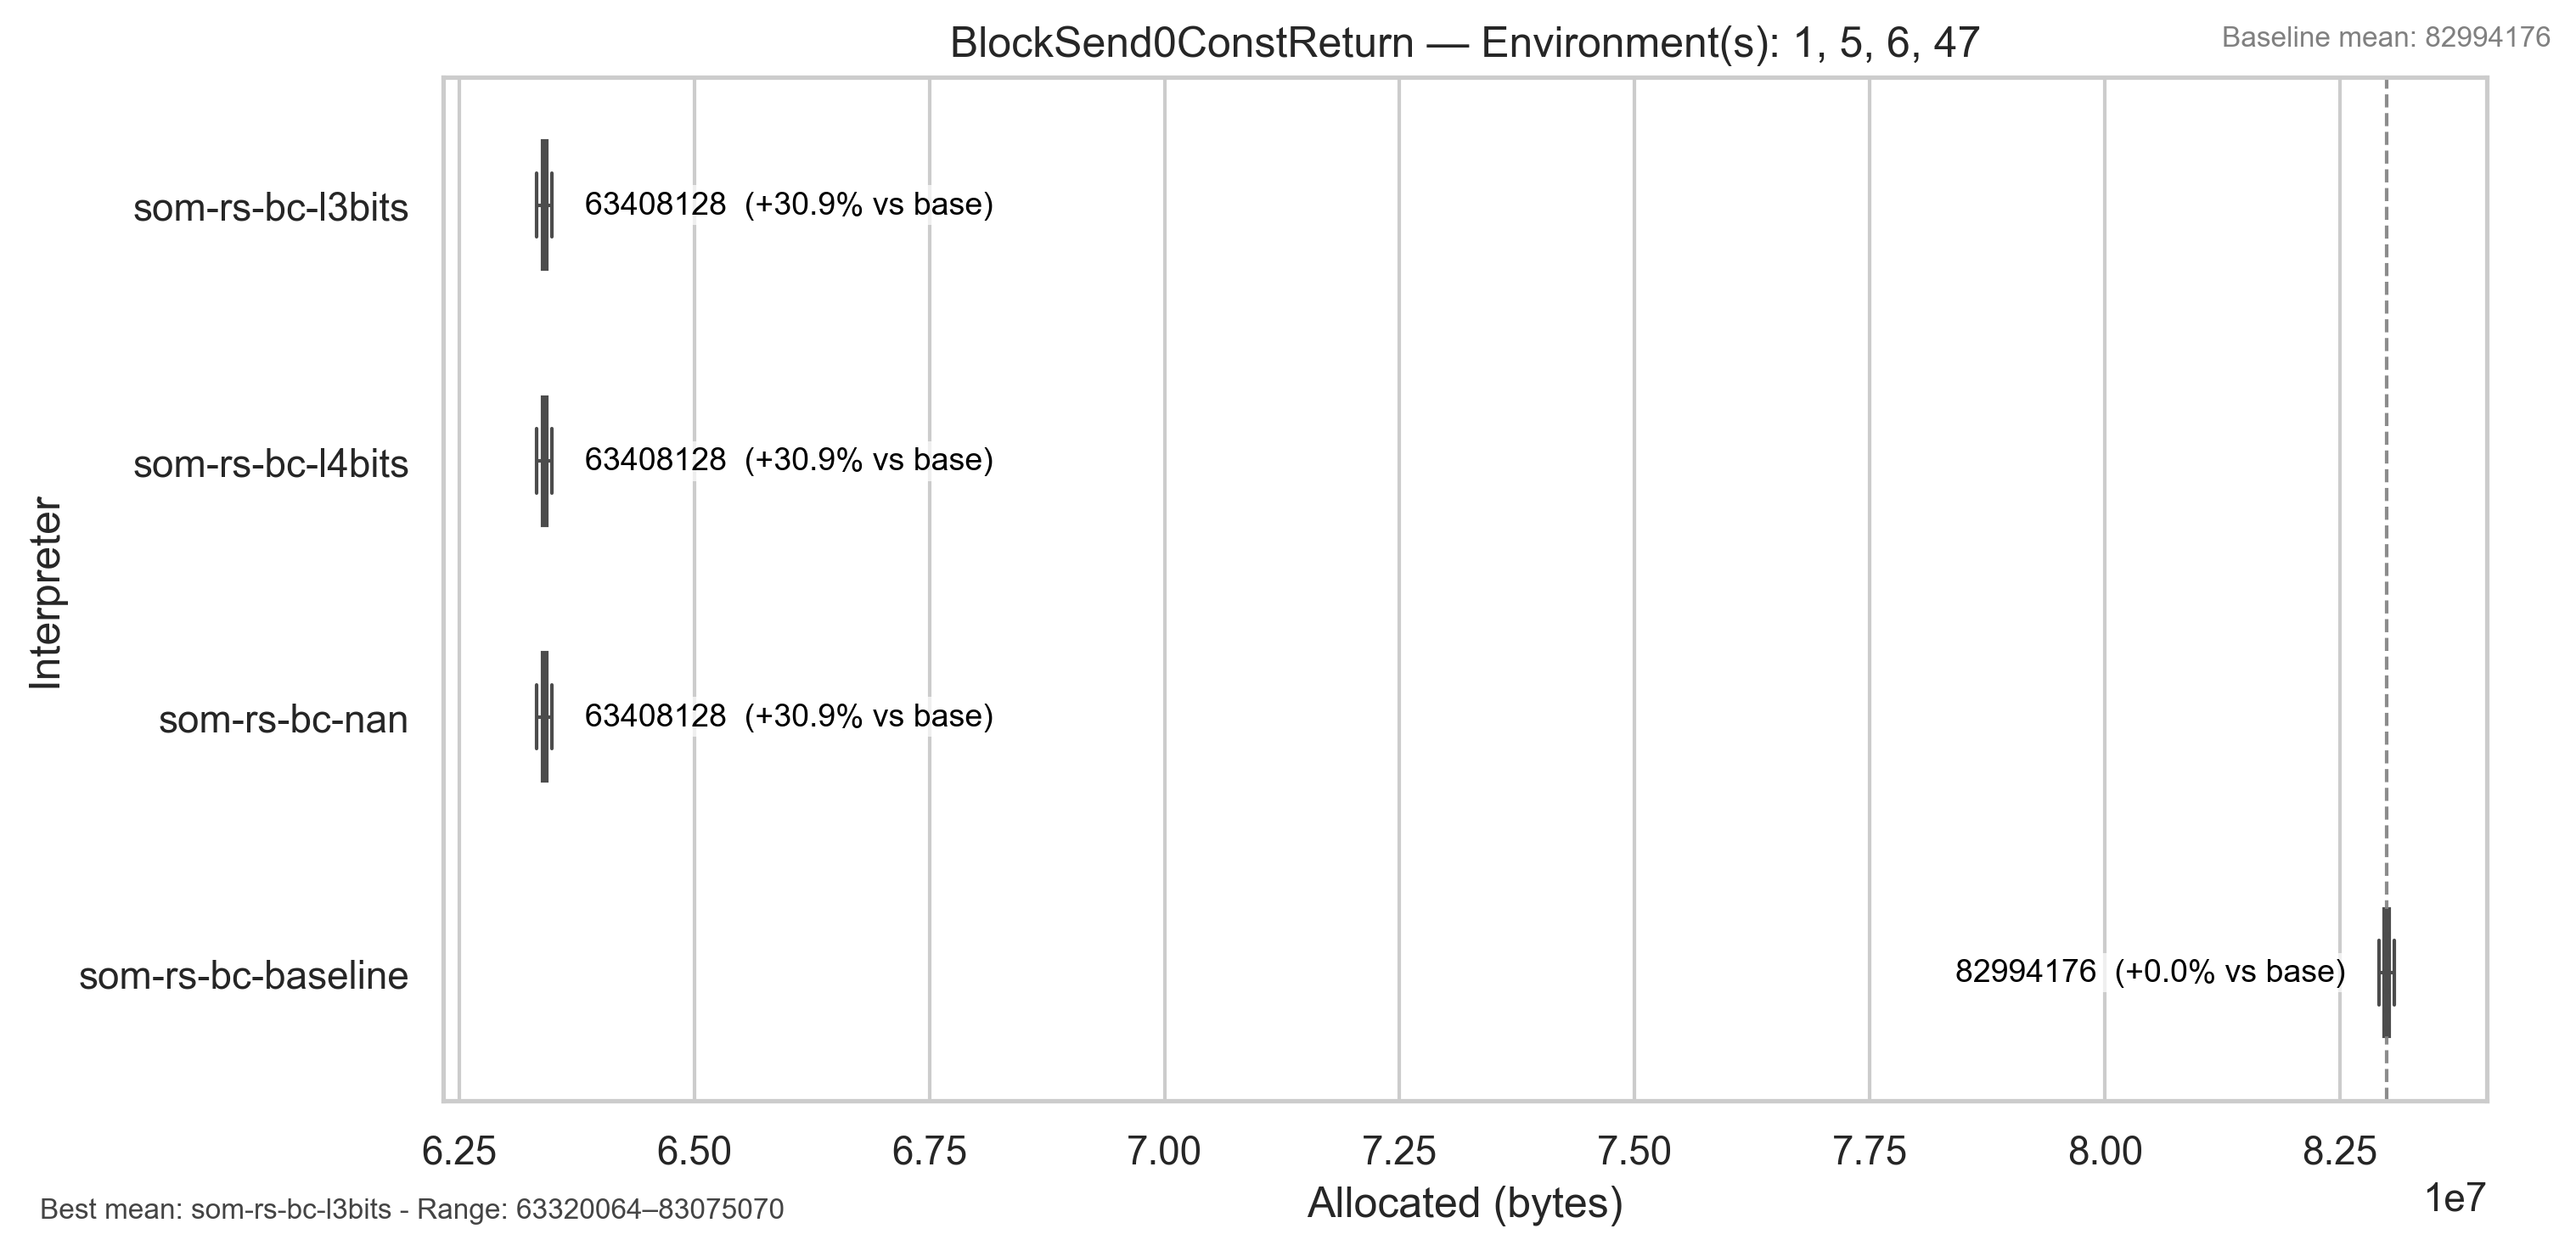 BlockSend0ConstReturn — Environment(s): 1, 5, 6, 47
Baseline mean: 82994176
Interpreter
som-rs-bc-l3bits
63408128 (+30.9% vs base)
som-rs-bc-l4bits
63408128 (+30.9% vs base)
som-rs-bc-nan
63408128 (+30.9% vs base)
som-rs-bc-baseline
82994176 (+0.0% vs base)
6.25 6.50 6.75 7.00 7.25 7.50 7.75 8.00 8.25
1e7
Allocated (bytes)
Best mean: som-rs-bc-l3bits - Range: 63320064–83075070